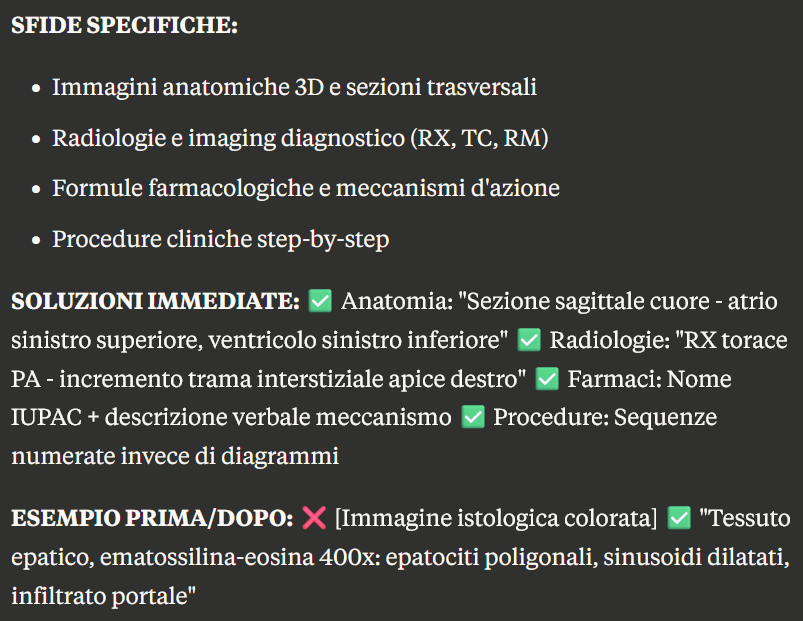 SFIDE SPECIFICHE:
• Immagini anatomiche 3D e sezioni trasversali
• Radiologie e imaging diagnostico (RX, TC, RM)
• Formule farmacologiche e meccanismi d'azione
• Procedure cliniche step-by-step
SOLUZIONI IMMEDIATE: ✅ Anatomia: "Sezione sagittale cuore - atrio
sinistro superiore, ventricolo sinistro inferiore" ✅ Radiologie: "RX torace
PA - incremento trama interstiziale apice destro" ✅ Farmaci: Nome
IUPAC + descrizione verbale meccanismo ✅ Procedure: Sequenze
numerate invece di diagrammi
ESEMPIO PRIMA/DOPO: ❌ [Immagine istologica colorata] ✅ "Tessuto
epatico, ematossilina-eosina 400x: epatociti poligonali, sinusoidi dilatati,
infiltrato portale"